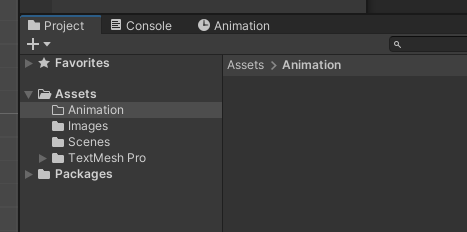 Project Console Animation
Favorites Assets > Animation
Assets
Animation
Images
Scenes
TextMesh Pro
Packages